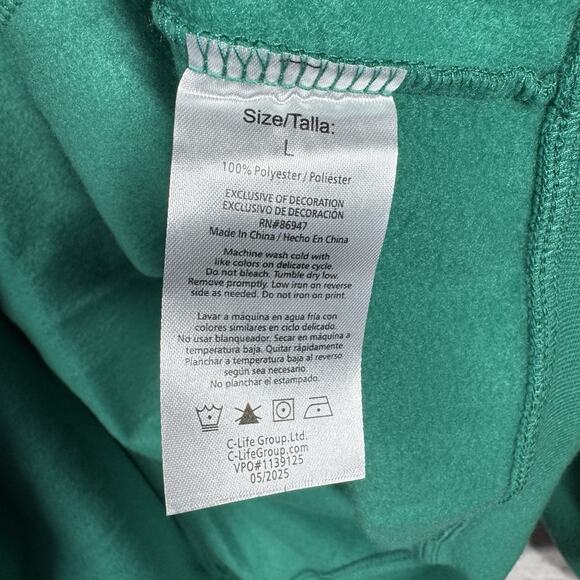 Size/Talla:
L
100% Polyester / Poliéster
EXCLUSIVE OF DECORATION
EXCLUSIVO DE DECORACIÓN
RN#86947
Made In China / Hecho En China
Machine wash cold with
like colors on delicate cycle.
Do not bleach. Tumble dry low.
Remove promptly. Low iron on reverse
side as needed. Do not iron on print.
Lavar a máquina en agua fría con
colores similares en ciclo delicado.
No usar blanqueador. Secar en máquina a
temperatura baja. Quitar rápidamente.
Planchar a temperatura baja al reverso
según sea necesario.
No planchar el estampado.
C-Life Group.Ltd.
C-LifeGroup.com
VPO#1139125
05/2025